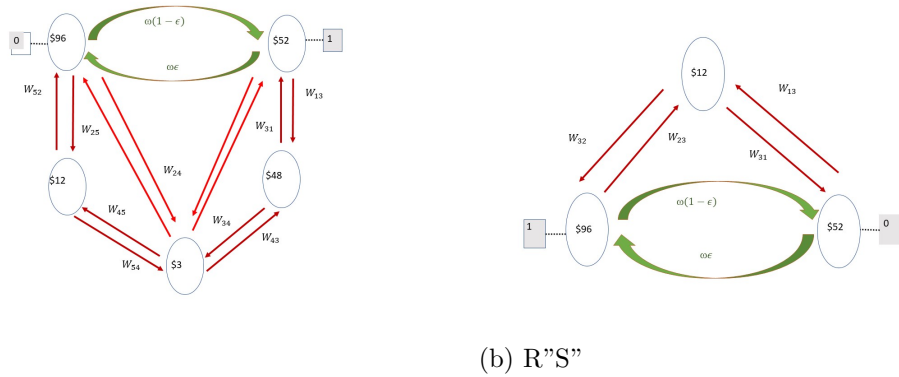 ω(1 − ϵ)
0
$96
$52
1
ωϵ
W₅₂
W₁₃
W₂₅
W₃₁
W₂₄
$12
$48
W₄₅
W₃₄
W₄₃
W₅₄
$3
$12
W₁₃
W₃₂
W₂₃
W₃₁
ω(1 − ϵ)
1
$96
$52
0
ωϵ
(b) R”S”